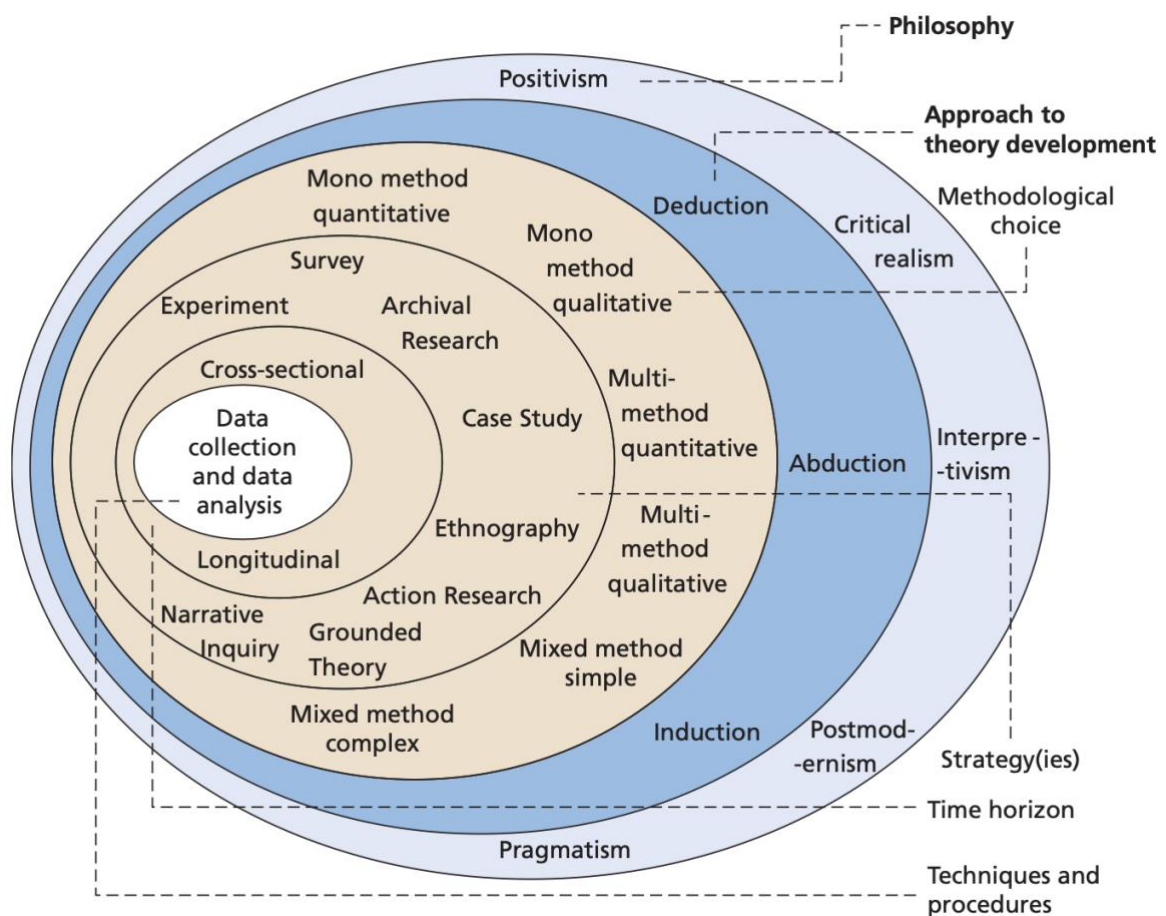 Philosophy
Positivism
Approach to
theory development
Mono method
quantitative
Deduction
Methodological
choice
Critical
realism
Mono
method
qualitative
Survey
Experiment
Archival
Research
Cross-sectional
Multi-
method
quantitative
Data
collection
and data
analysis
Case Study
Interpre-
-tivism
Abduction
Multi-
method
qualitative
Ethnography
Longitudinal
Action Research
Narrative
Inquiry
Grounded
Theory
Mixed method
simple
Mixed method
complex
Induction
Postmod-
-ernism
Strategy(ies)
Time horizon
Pragmatism
Techniques and
procedures